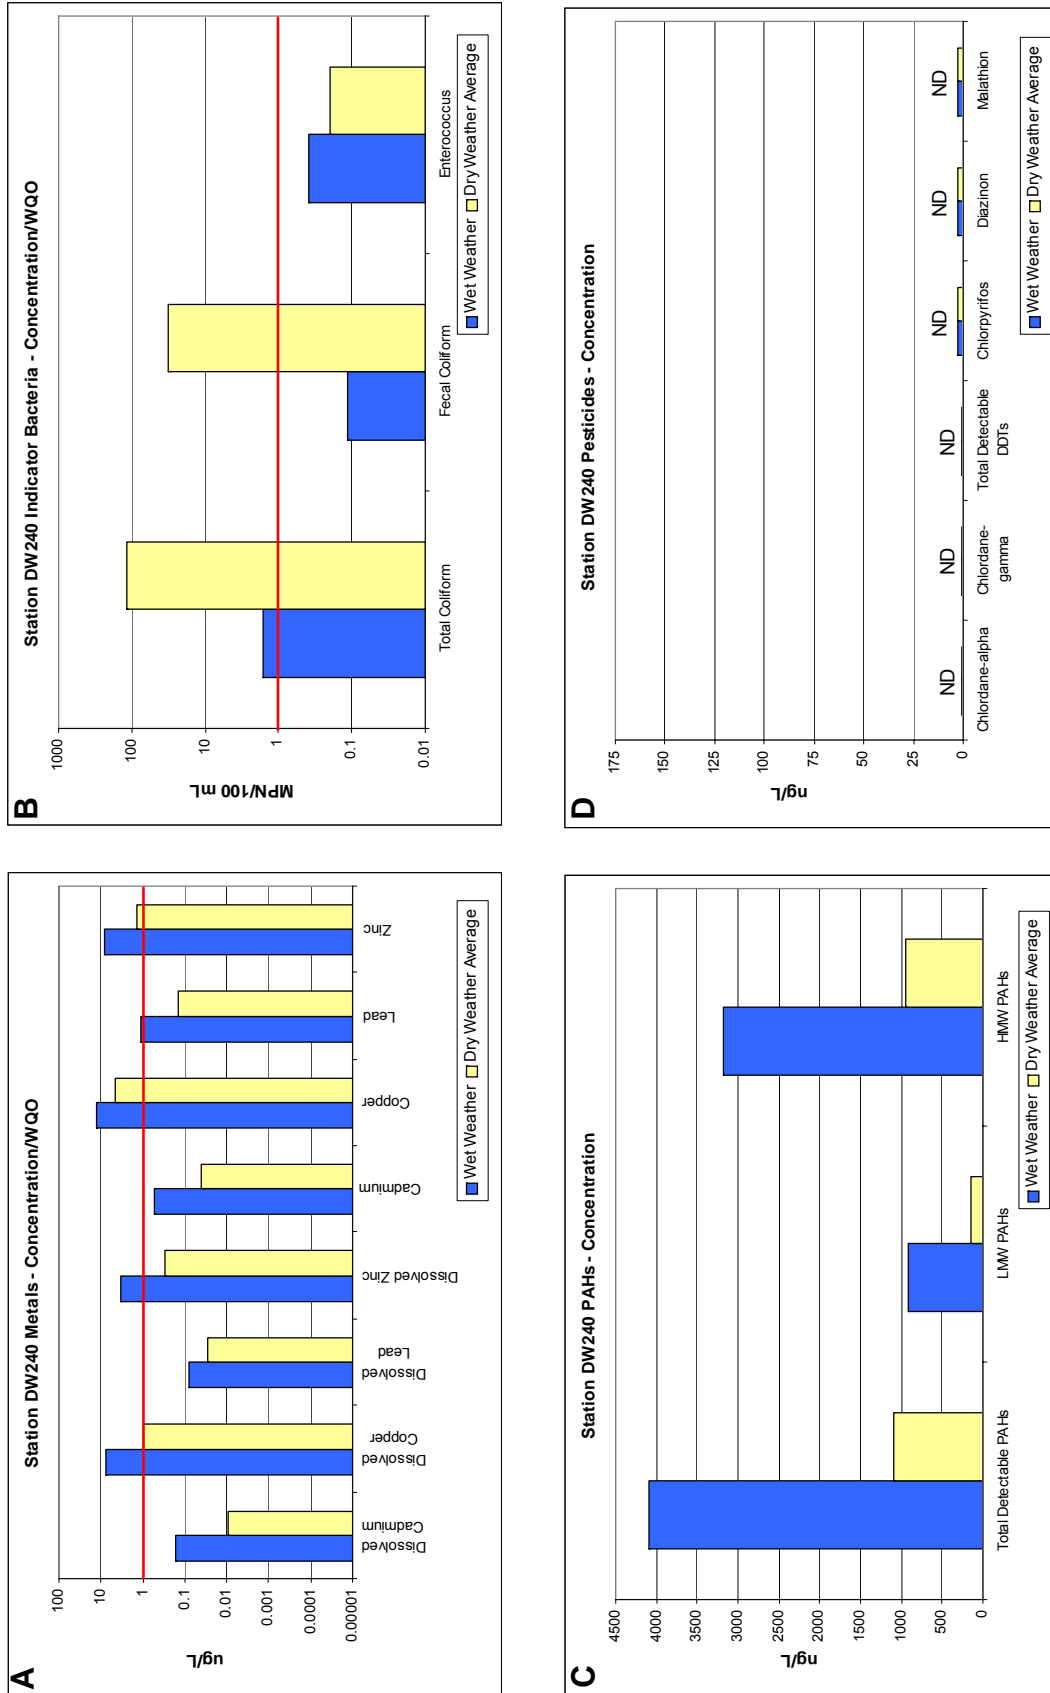 A
Station DW240 Metals - Concentration/WQO
100
10
1
0.1
0.01
0.001
0.0001
0.00001
ug/L
Dissolved
Cadmium
Dissolved
Copper
Dissolved
Lead
Dissolved Zinc
Cadmium
Copper
Lead
Zinc
Wet Weather Dry Weather Average
B
Station DW240 Indicator Bacteria - Concentration/WQO
1000
100
10
1
0.1
0.01
MPN/100 mL
Total Coliform Fecal Coliform Enterococcus
Wet Weather Dry Weather Average
C
Station DW240 PAHs - Concentration
4500
4000
3500
3000
2500
2000
1500
1000
500
0
ng/L
Total Detectable PAHs LMW PAHs HMW PAHs
Wet Weather Dry Weather Average
D
Station DW240 Pesticides - Concentration
175
150
125
100
75
50
25
0
ng/L
ND ND ND ND ND ND
Chlordane-alpha
Chlordane-
gamma
Total Detectable
DDTs
Chlorpyrifos
Diazinon
Malathion
Wet Weather Dry Weather Average